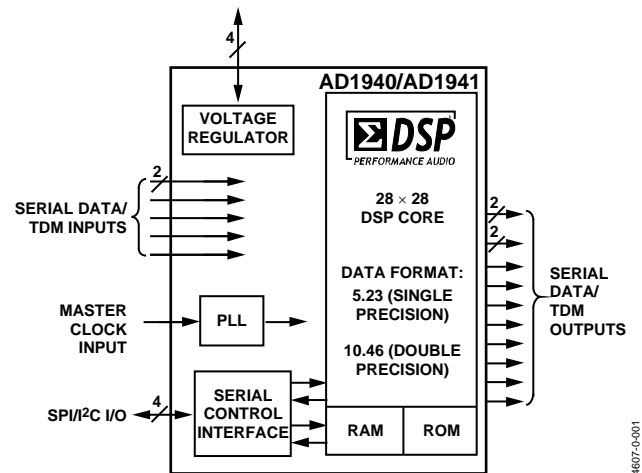 4
AD1940/AD1941
VOLTAGE
REGULATOR
ΣDSP
PERFORMANCE AUDIO
2
SERIAL DATA/
TDM INPUTS
28 × 28
DSP CORE
2
2
DATA FORMAT:
5.23 (SINGLE
PRECISION)
10.46 (DOUBLE
PRECISION)
SERIAL
DATA/
TDM
OUTPUTS
MASTER
CLOCK
INPUT
PLL
SPI/I²C I/O
4
SERIAL
CONTROL
INTERFACE
RAM
ROM
4607-0-001